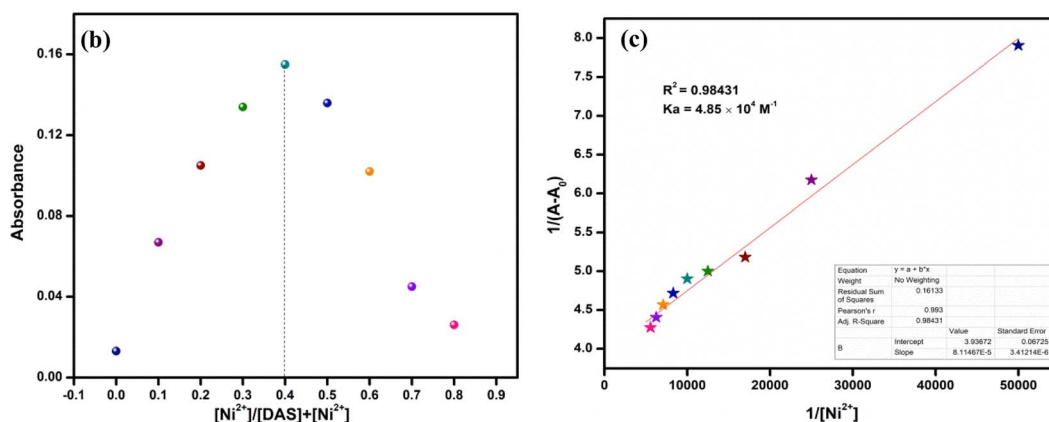 (b)
0.16
0.12
0.08
0.04
0.00
Absorbance
-0.1 0.0 0.1 0.2 0.3 0.4 0.5 0.6 0.7 0.8 0.9
[Ni²⁺]/[DAS]+[Ni²⁺]
(c)
8.0
7.5
7.0
6.5
6.0
5.5
5.0
4.5
4.0
1/(A-A₀)
R² = 0.98431
Ka = 4.85 × 10⁴ M⁻¹
Equation y = a + b*x
Weight No Weighting
Residual Sum of Squares 0.16133
Pearson's r 0.993
Adj. R-Square 0.98431
Value Standard Error
B Intercept 3.93672 0.06725
Slope 8.11467E-5 3.41214E-6
10000 20000 30000 40000 50000
1/[Ni²⁺]